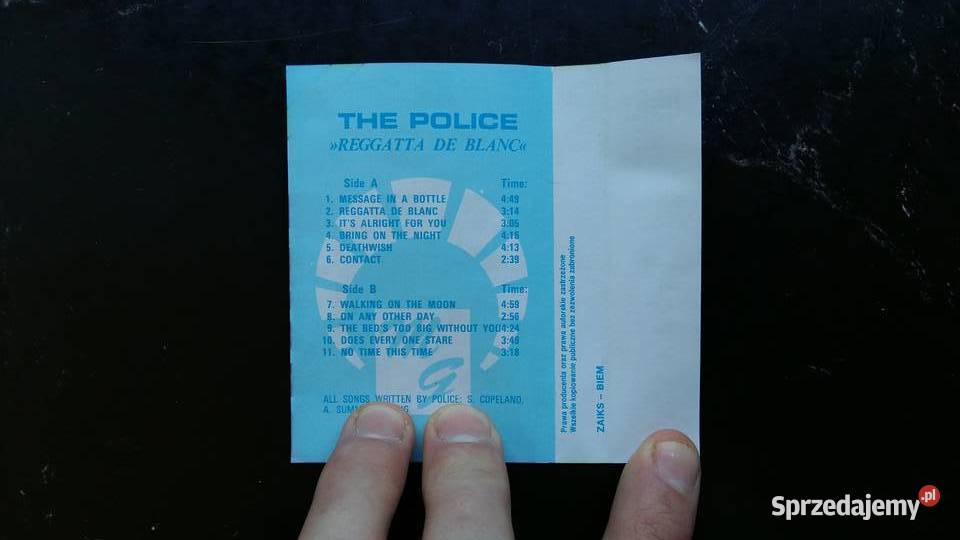 THE POLICE
»REGGATTA DE BLANC«
Side A Time:
1. MESSAGE IN A BOTTLE 4:49
2. REGGATTA DE BLANC 3:14
3. IT'S ALRIGHT FOR YOU 3:05
4. BRING ON THE NIGHT 4:16
5. DEATHWISH 4:13
6. CONTACT 2:39
Side B Time:
7. WALKING ON THE MOON 4:59
8. ON ANY OTHER DAY 2:56
9. THE BED'S TOO BIG WITHOUT YOU 4:24
10. DOES EVERY ONE STARE 3:46
11. NO TIME THIS TIME 3:18
G
ALL SONGS WRITTEN BY POLICE: S. COPELAND,
A.
Prawa producenta oraz prawa autorskie zastrzeżone
Wszelkie kopiowanie publiczne bez zezwolenia zabronione
ZAIKS – BIEM
Sprzedajemy.pl